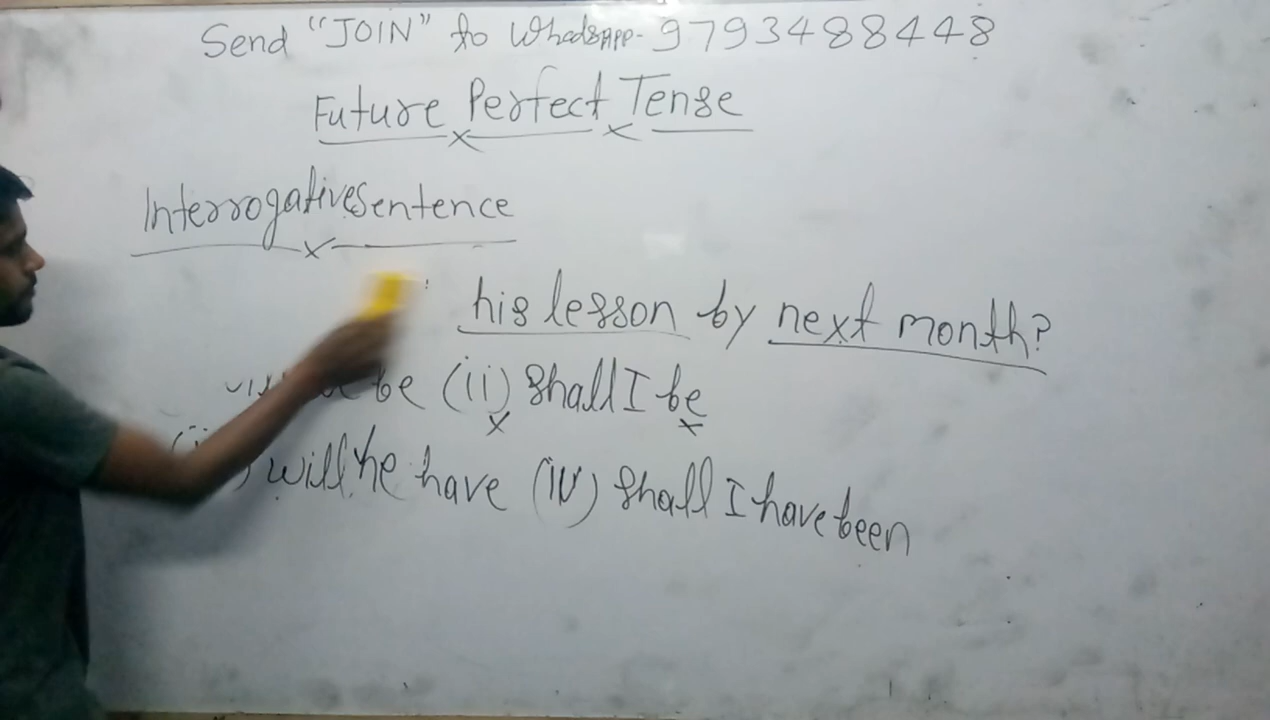 Send "JOIN" to WhatsApp- 9793488448
Future Perfect Tense
Interrogative Sentence
his lesson by next month?
be (ii) Shall I be
will he have (iv) Shall I have been